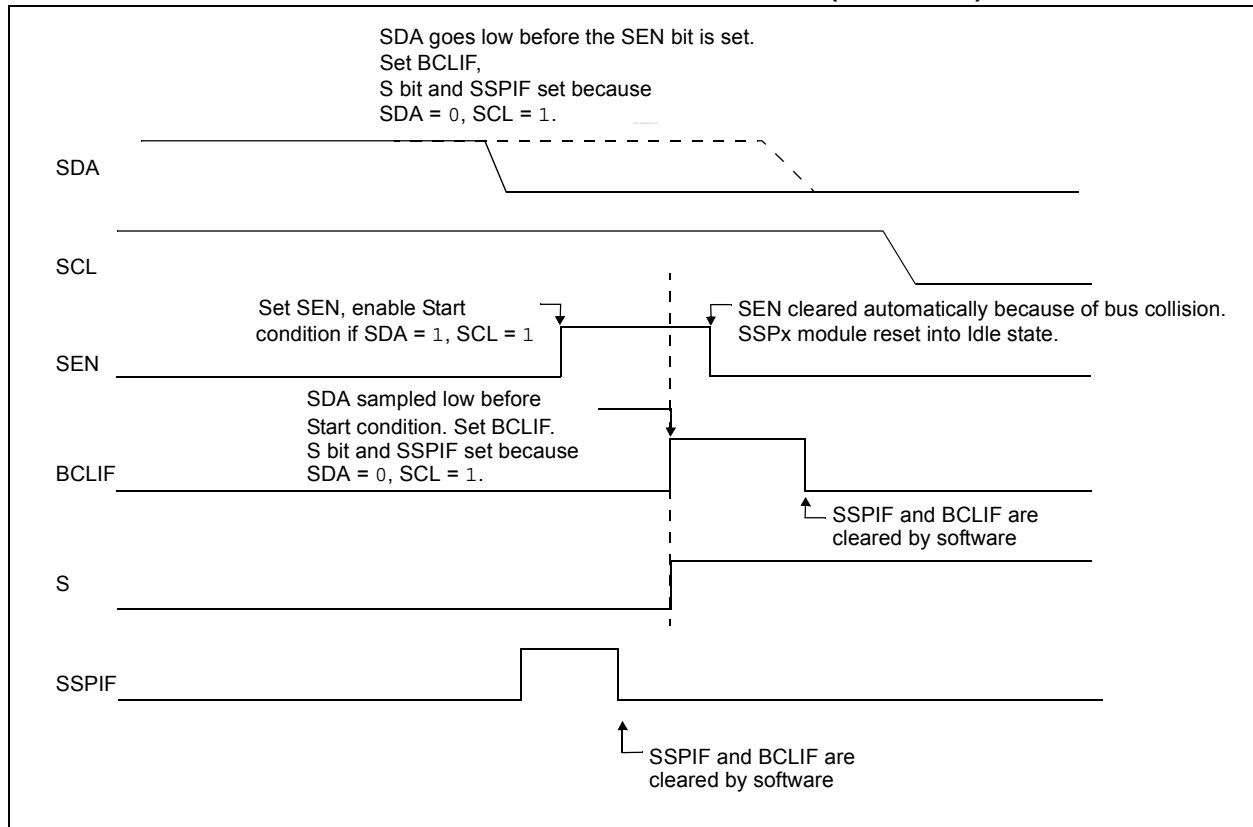 SDA goes low before the SEN bit is set.
Set BCLIF,
S bit and SSPIF set because
SDA = 0, SCL = 1.
SDA
SCL
Set SEN, enable Start
condition if SDA = 1, SCL = 1
SEN cleared automatically because of bus collision.
SSPx module reset into Idle state.
SEN
SDA sampled low before
Start condition. Set BCLIF.
S bit and SSPIF set because
SDA = 0, SCL = 1.
BCLIF
SSPIF and BCLIF are
cleared by software
S
SSPIF
SSPIF and BCLIF are
cleared by software